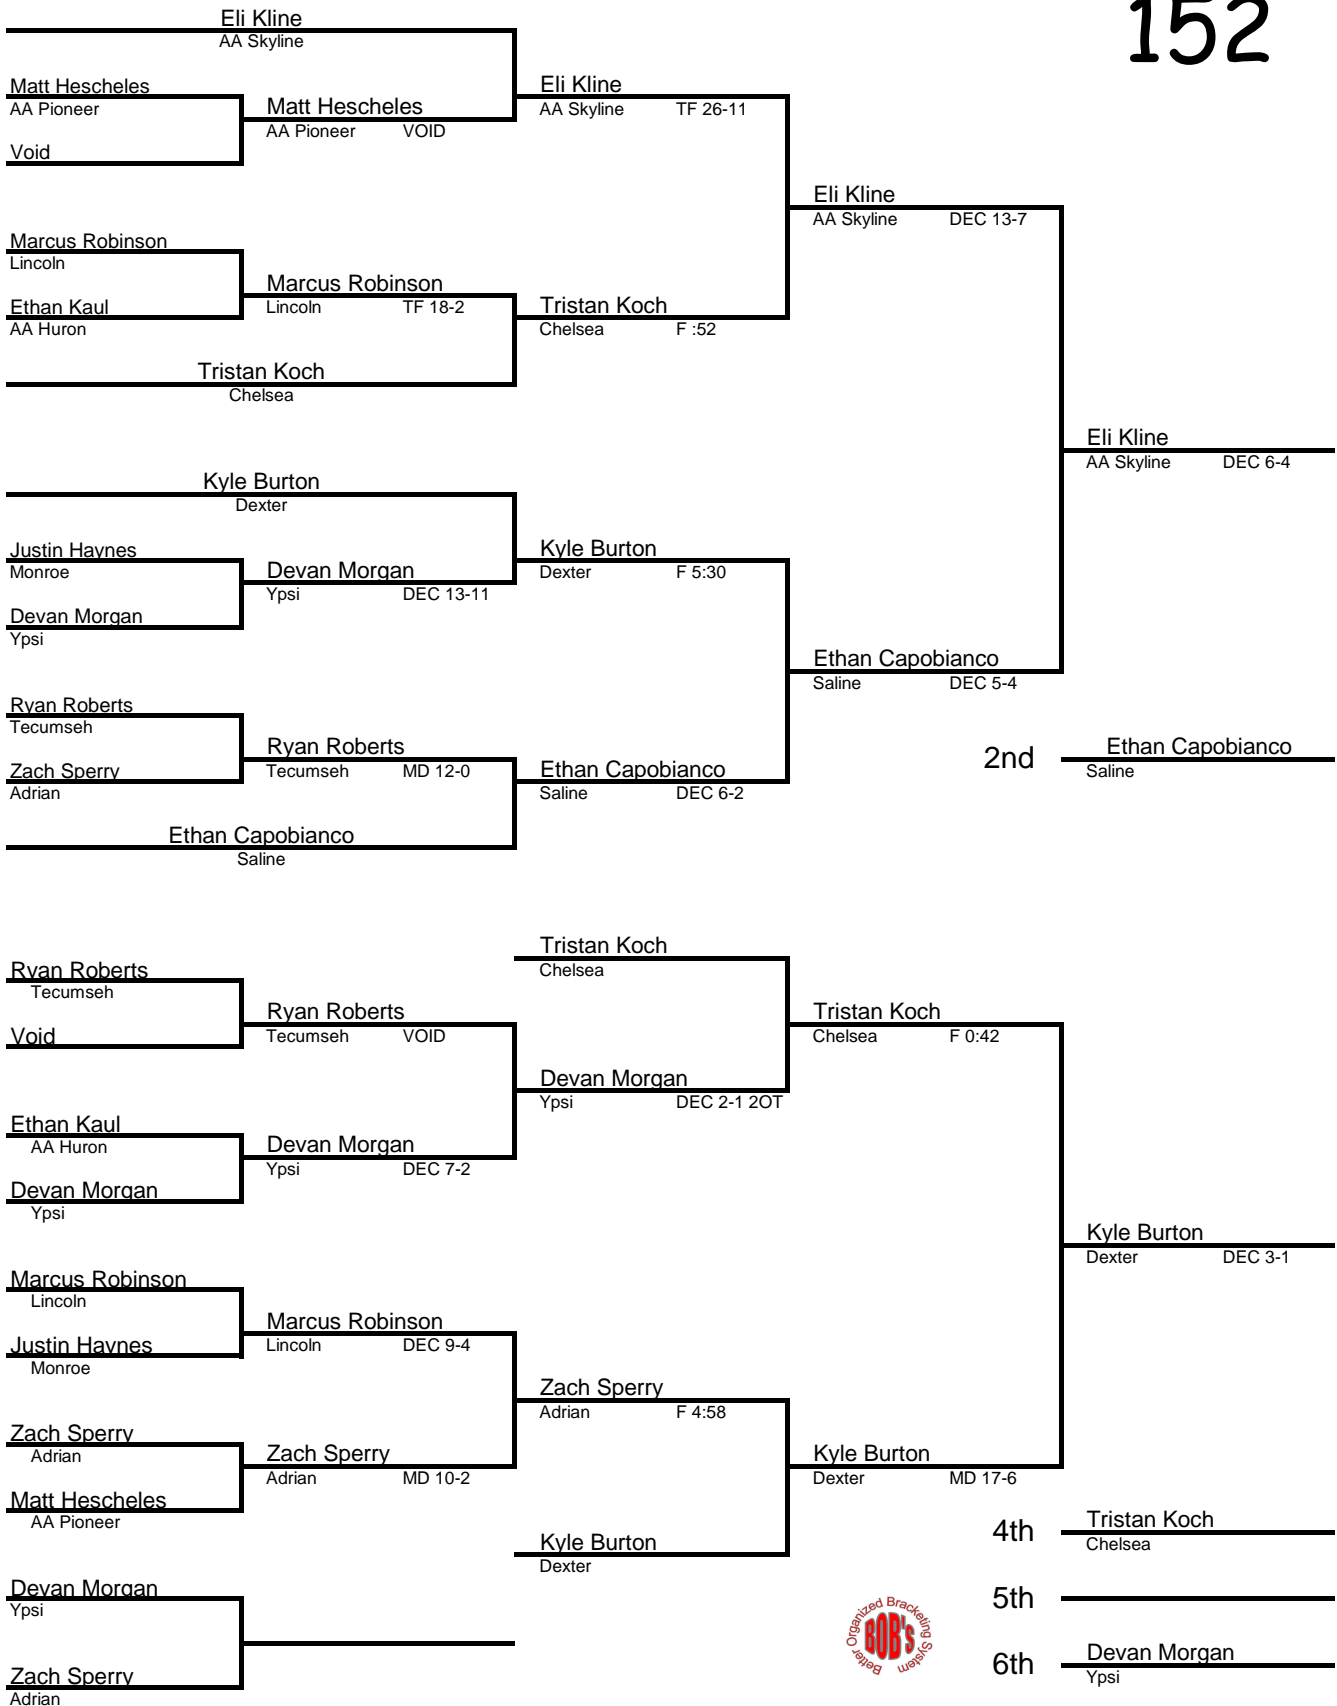 152
Eli Kline
AA Skyline
Matt Hescheles
AA Pioneer
Void
Matt Hescheles
AA Pioneer VOID
Eli Kline
AA Skyline TF 26-11
Marcus Robinson
Lincoln
Ethan Kaul
AA Huron
Marcus Robinson
Lincoln TF 18-2
Tristan Koch
Chelsea
Tristan Koch
Chelsea F :52
Eli Kline
AA Skyline DEC 13-7
Kyle Burton
Dexter
Justin Haynes
Monroe
Devan Morgan
Ypsi
Devan Morgan
Ypsi DEC 13-11
Kyle Burton
Dexter F 5:30
Ryan Roberts
Tecumseh
Zach Sperry
Adrian
Ryan Roberts
Tecumseh MD 12-0
Ethan Capobianco
Saline
Ethan Capobianco
Saline DEC 6-2
Ethan Capobianco
Saline DEC 5-4
Eli Kline
AA Skyline DEC 6-4
2nd Ethan Capobianco
Saline
Ryan Roberts
Tecumseh
Void
Ryan Roberts
Tecumseh VOID
Ethan Kaul
AA Huron
Devan Morgan
Ypsi
Devan Morgan
Ypsi DEC 7-2
Tristan Koch
Chelsea
Devan Morgan
Ypsi DEC 2-1 2OT
Tristan Koch
Chelsea F 0:42
Marcus Robinson
Lincoln
Justin Haynes
Monroe
Marcus Robinson
Lincoln DEC 9-4
Zach Sperry
Adrian
Matt Hescheles
AA Pioneer
Zach Sperry
Adrian MD 10-2
Zach Sperry
Adrian F 4:58
Kyle Burton
Dexter
Kyle Burton
Dexter MD 17-6
Kyle Burton
Dexter DEC 3-1
4th Tristan Koch
Chelsea
Devan Morgan
Ypsi
Zach Sperry
Adrian
5th
6th Devan Morgan
Ypsi
Better Organized Bracketing System
BOB'S